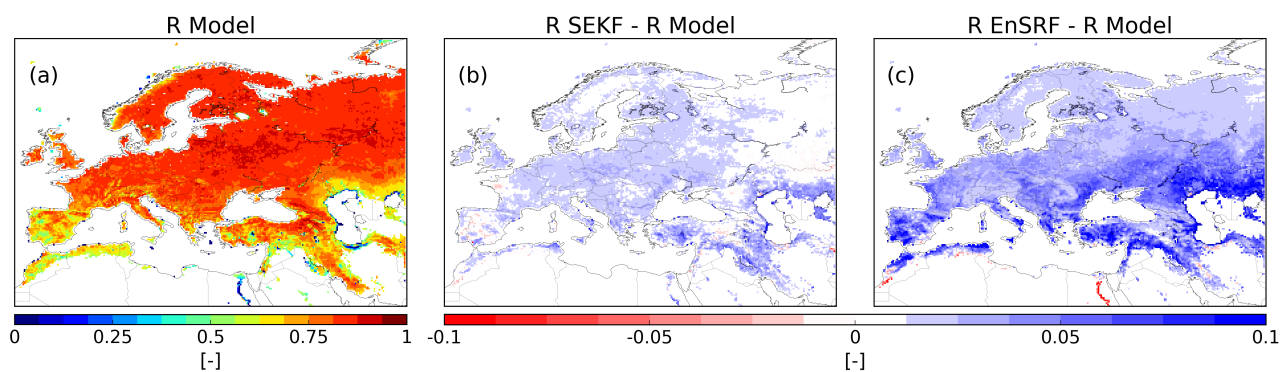 R Model
R SEKF - R Model
R EnSRF - R Model
(a)
(b)
(c)
0 0.25 0.5 0.75 1
-0.1 -0.05 0 0.05 0.1
[-]
[-]